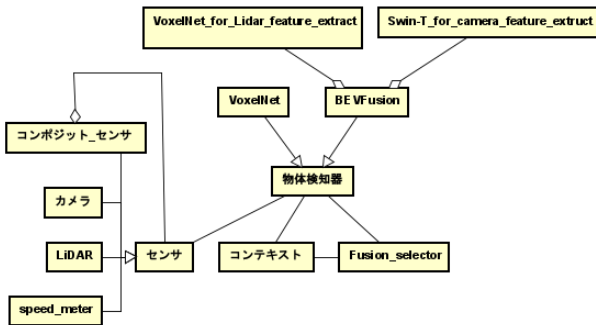 VoxelNet_for_Lidar_feature_extract
Swin-T_for_camera_feature_extruct
VoxelNet
BEVFusion
コンポジット_センサ
物体検知器
カメラ
LiDAR
センサ
コンテキスト
Fusion_selector
speed_meter